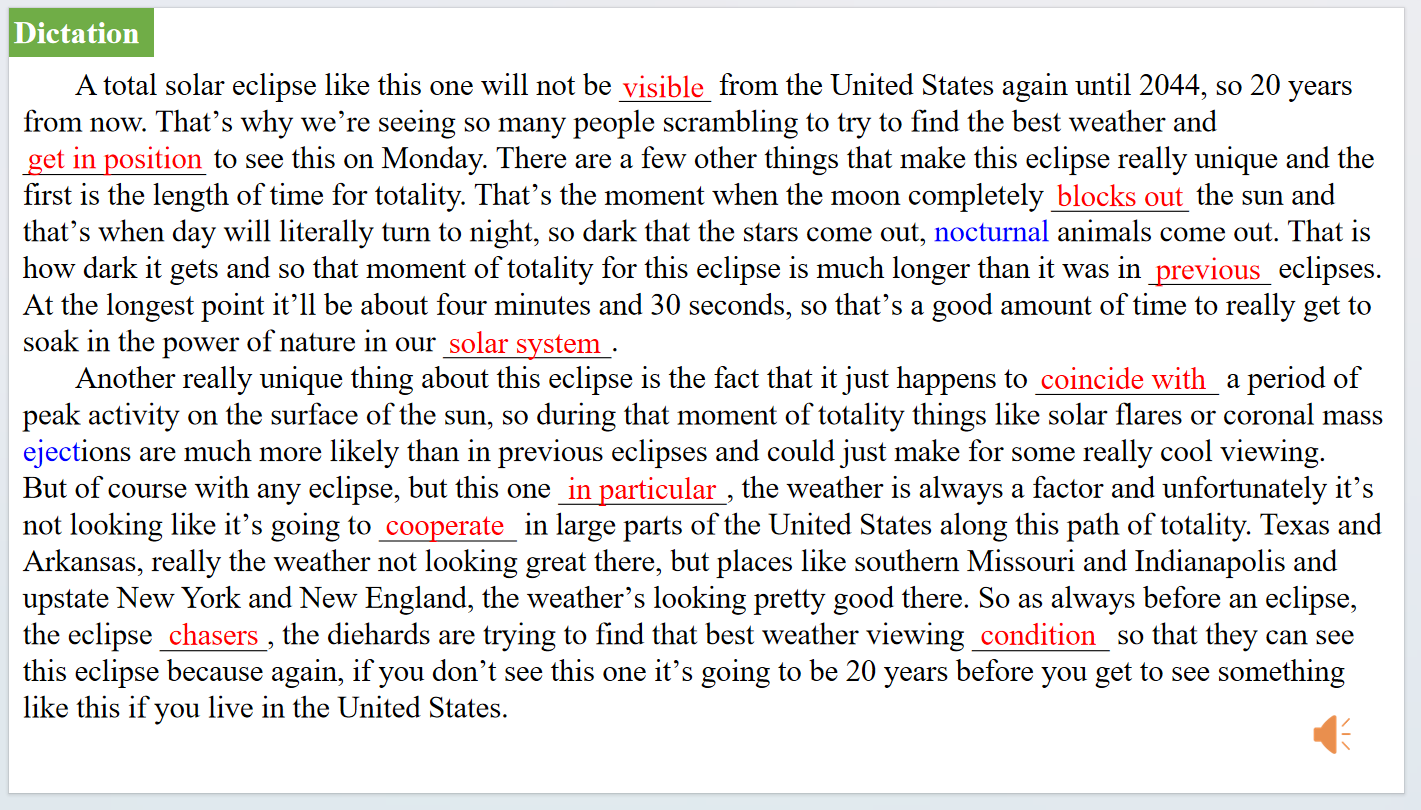 Dictation
A total solar eclipse like this one will not be visible from the United States again until 2044, so 20 years
from now. That’s why we’re seeing so many people scrambling to try to find the best weather and
get in position to see this on Monday. There are a few other things that make this eclipse really unique and the
first is the length of time for totality. That’s the moment when the moon completely blocks out the sun and
that’s when day will literally turn to night, so dark that the stars come out, nocturnal animals come out. That is
how dark it gets and so that moment of totality for this eclipse is much longer than it was in previous eclipses.
At the longest point it’ll be about four minutes and 30 seconds, so that’s a good amount of time to really get to
soak in the power of nature in our solar system.
Another really unique thing about this eclipse is the fact that it just happens to coincide with a period of
peak activity on the surface of the sun, so during that moment of totality things like solar flares or coronal mass
ejections are much more likely than in previous eclipses and could just make for some really cool viewing.
But of course with any eclipse, but this one in particular, the weather is always a factor and unfortunately it’s
not looking like it’s going to cooperate in large parts of the United States along this path of totality. Texas and
Arkansas, really the weather not looking great there, but places like southern Missouri and Indianapolis and
upstate New York and New England, the weather’s looking pretty good there. So as always before an eclipse,
the eclipse chasers, the diehards are trying to find that best weather viewing condition so that they can see
this eclipse because again, if you don’t see this one it’s going to be 20 years before you get to see something
like this if you live in the United States.